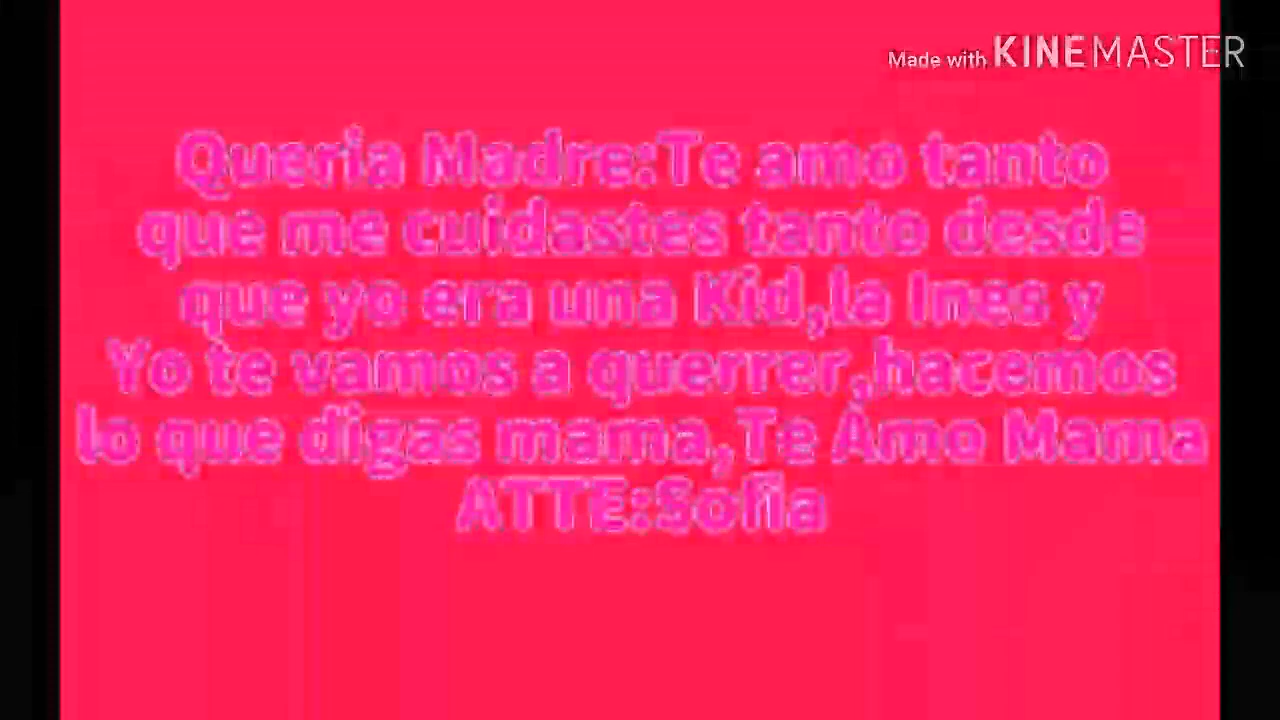 Made with KINEMASTER
Queria Madre:Te amo tanto
que me cuidastes tanto desde
que yo era una Kid,la Ines y
Yo te vamos a querrer,hacemos
lo que digas mama,Te Amo Mama
ATTE:Sofia